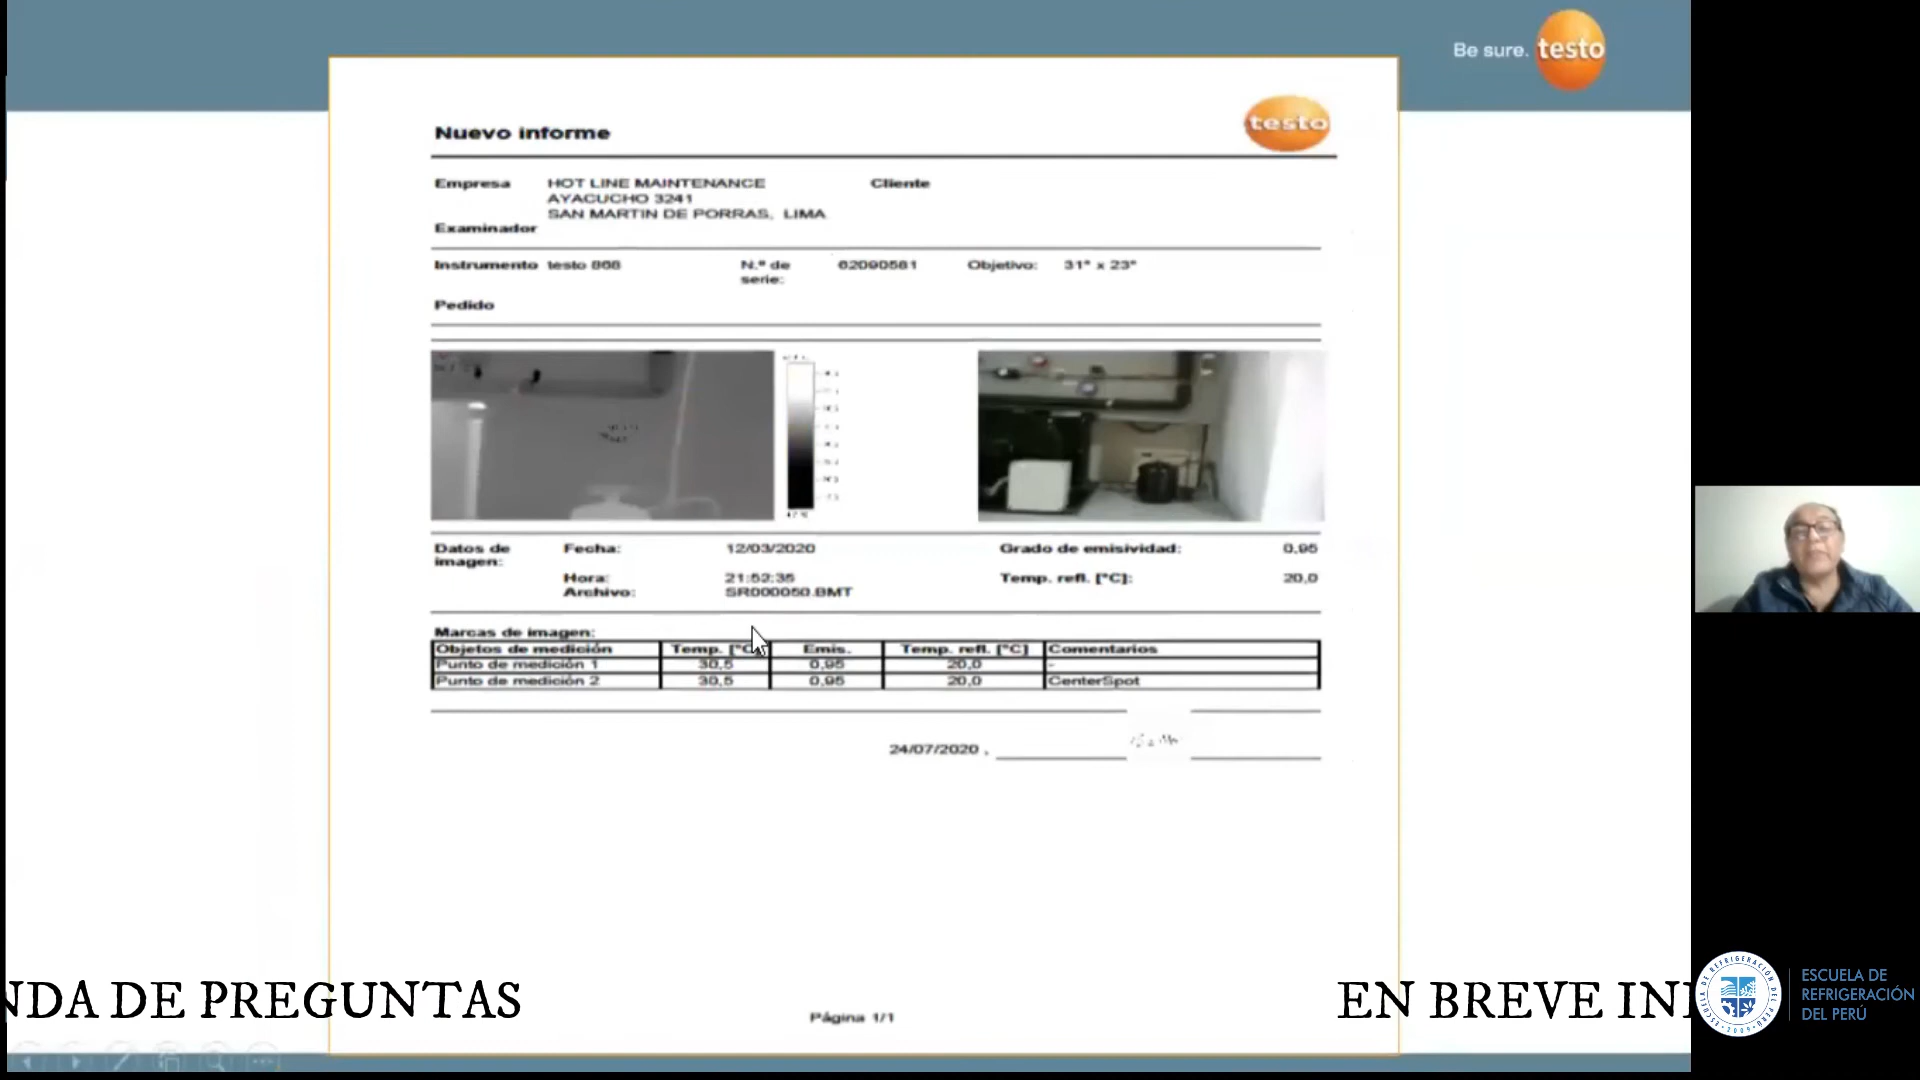 Be sure. testo
testo
Nuevo informe
Empresa HOT LINE MAINTENANCE Cliente
AYACUCHO 3241
SAN MARTIN DE PORRAS, LIMA
Examinador
Instrumento testo 868 N.º de serie: 62090581 Objetivo: 31° x 23°
Pedido
Datos de imagen: Fecha: 12/03/2020 Grado de emisividad: 0,95
Hora: 21:52:35 Temp. refl. [°C]: 20,0
Archivo: SR000050.BMT
Marcas de imagen:
Objetos de medición Temp. [°C Emis. Temp. refl. [°C] Comentarios
Punto de medición 1 30,5 0,95 20,0 -
Punto de medición 2 30,5 0,95 20,0 CenterSpot
24/07/2020 ,
NDA DE PREGUNTAS EN BREVE INI
Página 1/1
ESCUELA DE
REFRIGERACIÓN
DEL PERÚ